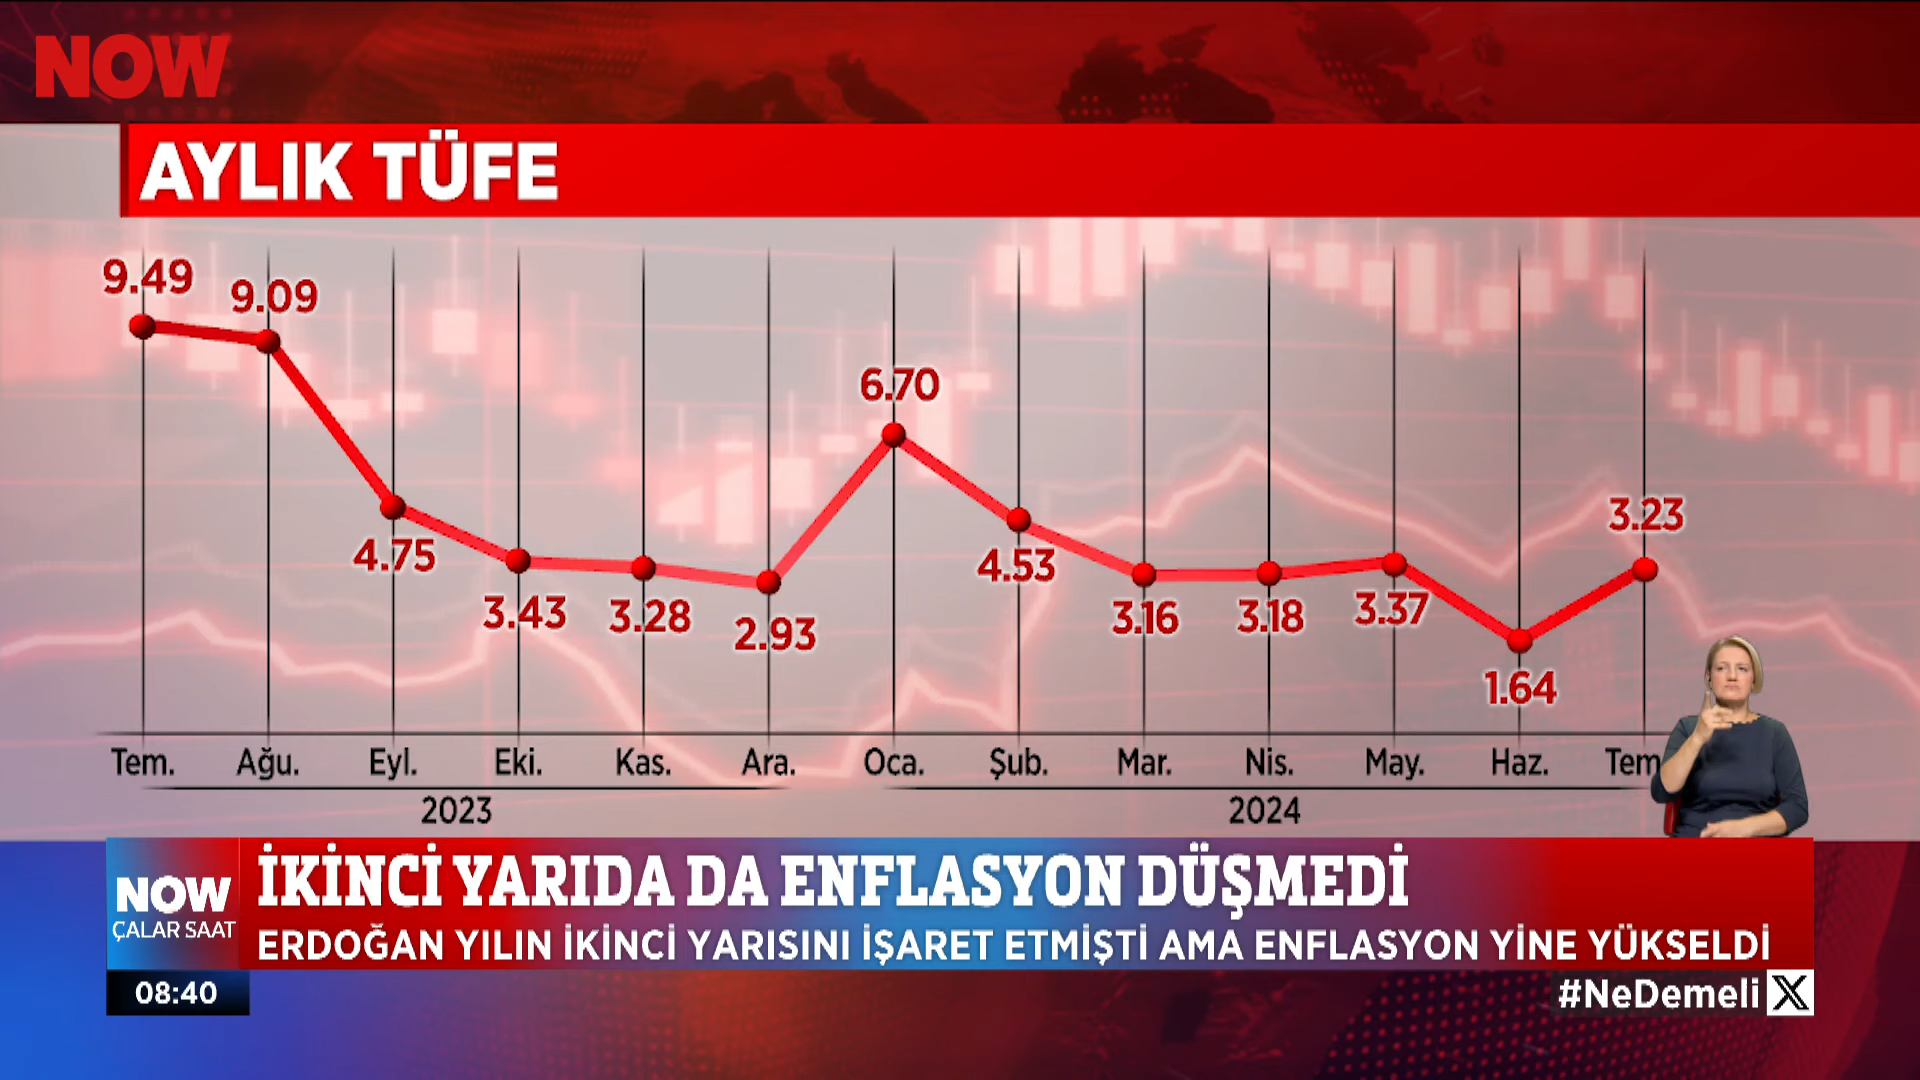 NOW
AYLIK TÜFE
9.49 9.09 4.75 3.43 3.28 2.93 6.70 4.53 3.16 3.18 3.37 1.64 3.23
Tem. Ağu. Eyl. Eki. Kas. Ara. Oca. Şub. Mar. Nis. May. Haz. Tem
2023 2024
NOW
ÇALAR SAAT
İKİNCİ YARIDA DA ENFLASYON DÜŞMEDİ
ERDOĞAN YILIN İKİNCİ YARISINI İŞARET ETMİŞTİ AMA ENFLASYON YİNE YÜKSELDİ
08:40
#NeDemeli X